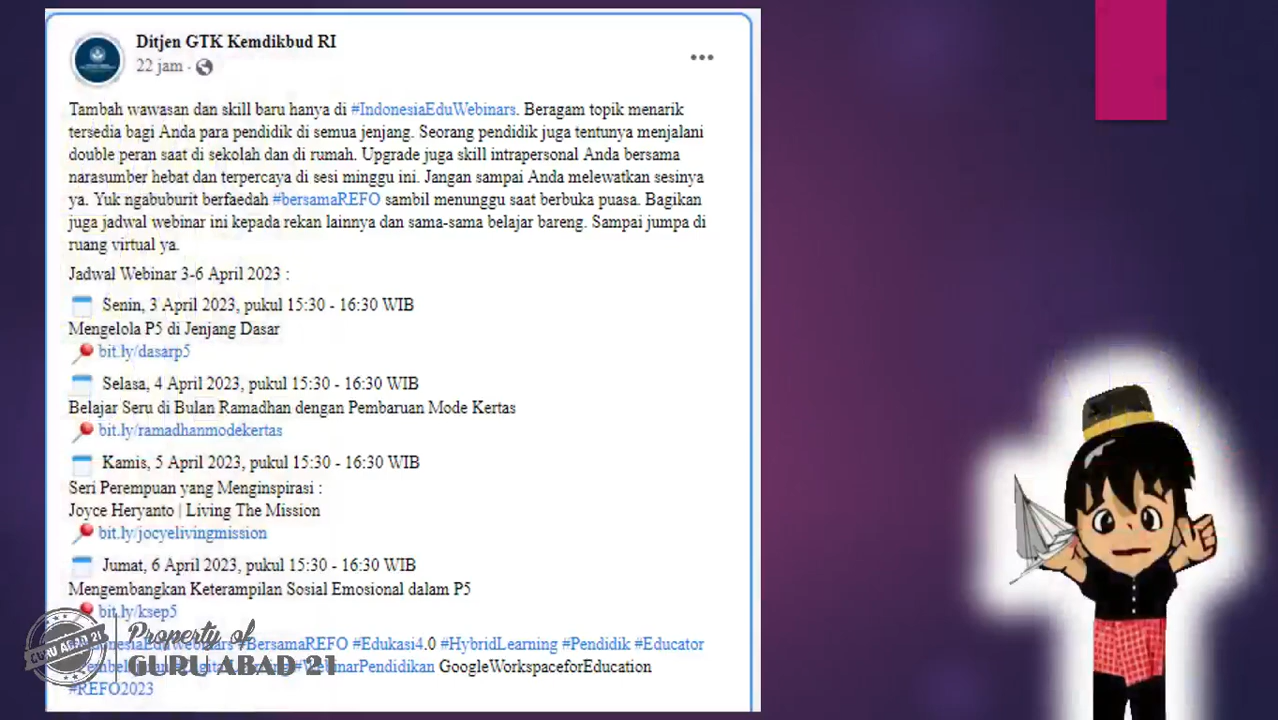 Ditjen GTK Kemdikbud RI
22 jam ·
Tambah wawasan dan skill baru hanya di #IndonesiaEduWebinars. Beragam topik menarik
tersedia bagi Anda para pendidik di semua jenjang. Seorang pendidik juga tentunya menjalani
double peran saat di sekolah dan di rumah. Upgrade juga skill intrapersonal Anda bersama
narasumber hebat dan terpercaya di sesi minggu ini. Jangan sampai Anda melewatkan sesinya
ya. Yuk ngabuburit berfaedah #bersamaREFO sambil menunggu saat berbuka puasa. Bagikan
juga jadwal webinar ini kepada rekan lainnya dan sama-sama belajar bareng. Sampai jumpa di
ruang virtual ya.
Jadwal Webinar 3-6 April 2023 :
Senin, 3 April 2023, pukul 15:30 - 16:30 WIB
Mengelola P5 di Jenjang Dasar
bit.ly/dasarp5
Selasa, 4 April 2023, pukul 15:30 - 16:30 WIB
Belajar Seru di Bulan Ramadhan dengan Pembaruan Mode Kertas
bit.ly/ramadhanmodekertas
Kamis, 5 April 2023, pukul 15:30 - 16:30 WIB
Seri Perempuan yang Menginspirasi :
Joyce Heryanto | Living The Mission
bit.ly/jocyelivingmission
Jumat, 6 April 2023, pukul 15:30 - 16:30 WIB
Mengembangkan Keterampilan Sosial Emosional dalam P5
bit.ly/ksep5
#BersamaREFO #Edukasi4.0 #HybridLearning #Pendidik #Educator
#WebinarPendidikan GoogleWorkspaceforEducation
#REFO2023
GURU ABAD 21
Property of
GURU ABAD 21